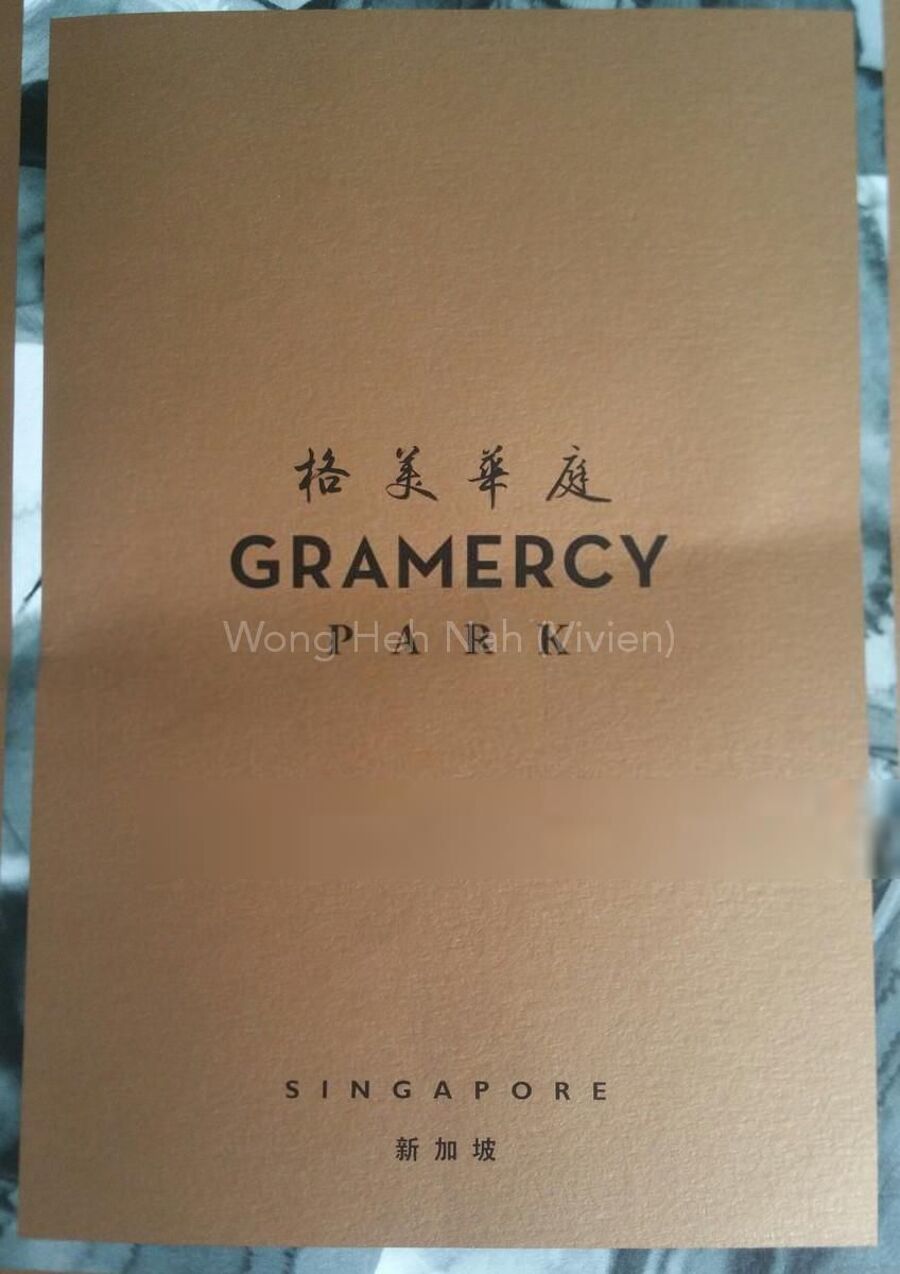 格美華庭
GRAMERCY
PARK
Wong Heh Nah (Vivien)
SINGAPORE
新加坡